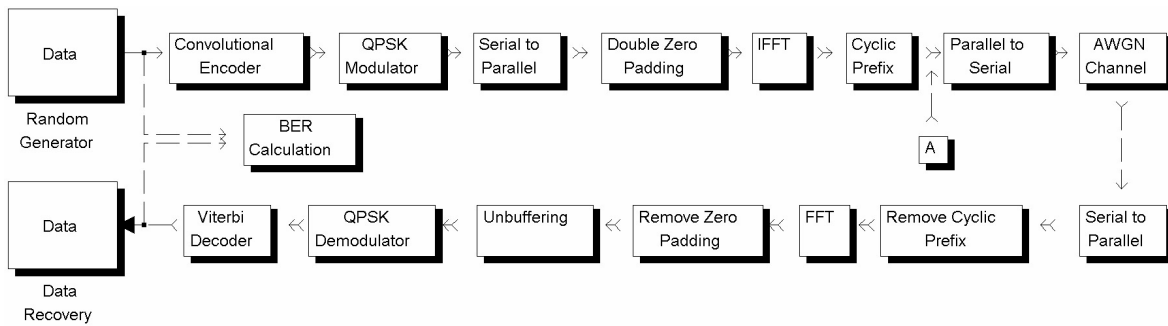 Data
Random
Generator
Convolutional
Encoder
QPSK
Modulator
Serial to
Parallel
Double Zero
Padding
IFFT
Cyclic
Prefix
Parallel to
Serial
AWGN
Channel
BER
Calculation
A
Data
Data
Recovery
Viterbi
Decoder
QPSK
Demodulator
Unbuffering
Remove Zero
Padding
FFT
Remove Cyclic
Prefix
Serial to
Parallel